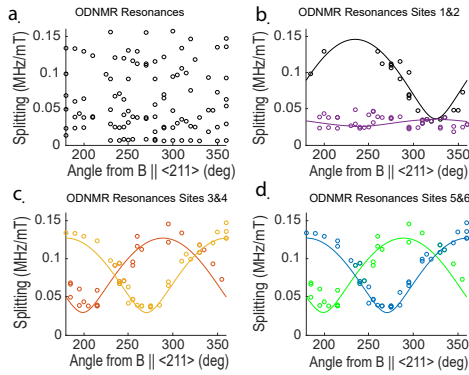 a.
ODNMR Resonances
Splitting (MHz/mT)
0.15
0.1
0.05
0
200
250
300
350
Angle from B || <211> (deg)
b.
ODNMR Resonances Sites 1&2
Splitting (MHz/mT)
0.15
0.1
0.05
0
200
250
300
350
Angle from B || <211> (deg)
c.
ODNMR Resonances Sites 3&4
Splitting (MHz/mT)
0.15
0.1
0.05
0
200
250
300
350
Angle from B || <211> (deg)
d.
ODNMR Resonances Sites 5&6
Splitting (MHz/mT)
0.15
0.1
0.05
0
200
250
300
350
Angle from B || <211> (deg)